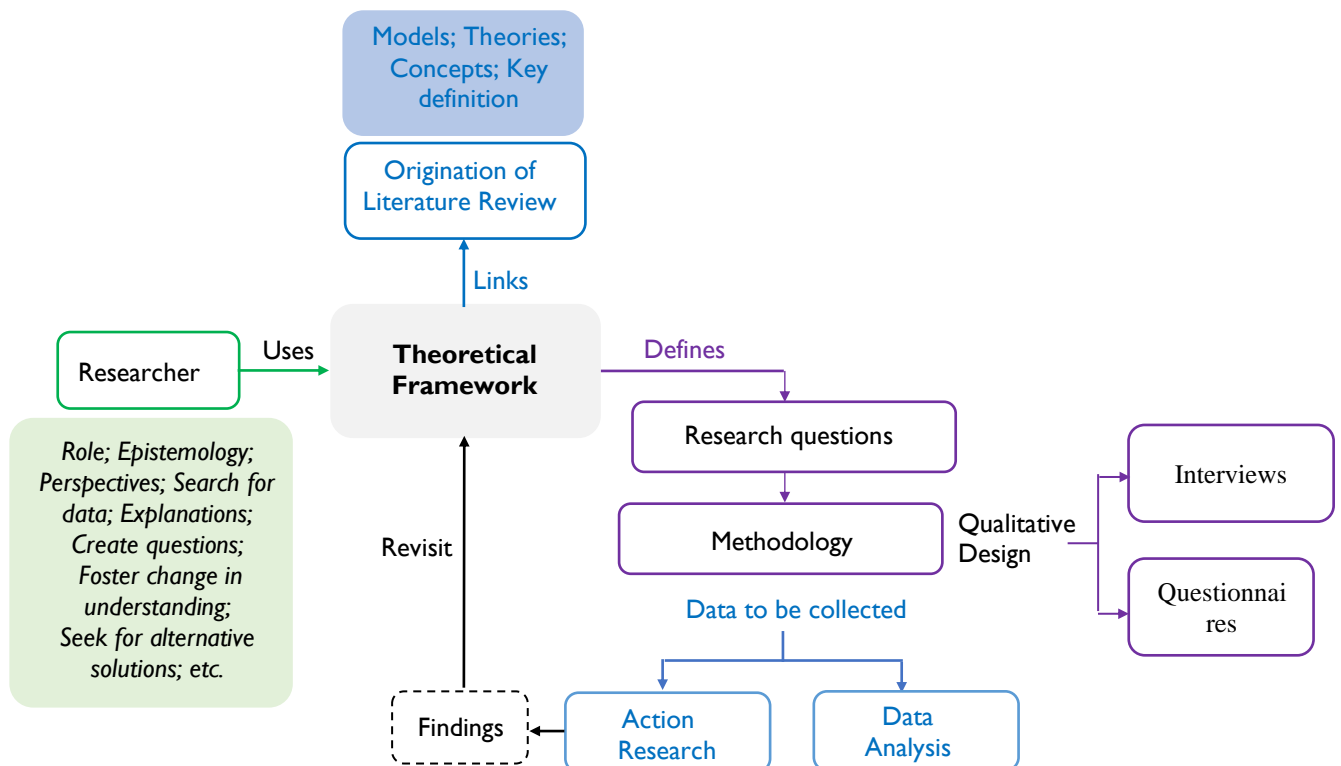 Models; Theories;
Concepts; Key
definition
Origination of
Literature Review
Links
Researcher
Uses
Theoretical
Framework
Defines
Role; Epistemology;
Perspectives; Search for
data; Explanations;
Create questions;
Foster change in
understanding;
Seek for alternative
solutions; etc.
Revisit
Research questions
Methodology
Qualitative
Design
Interviews
Questionnai
res
Data to be collected
Findings
Action
Research
Data
Analysis